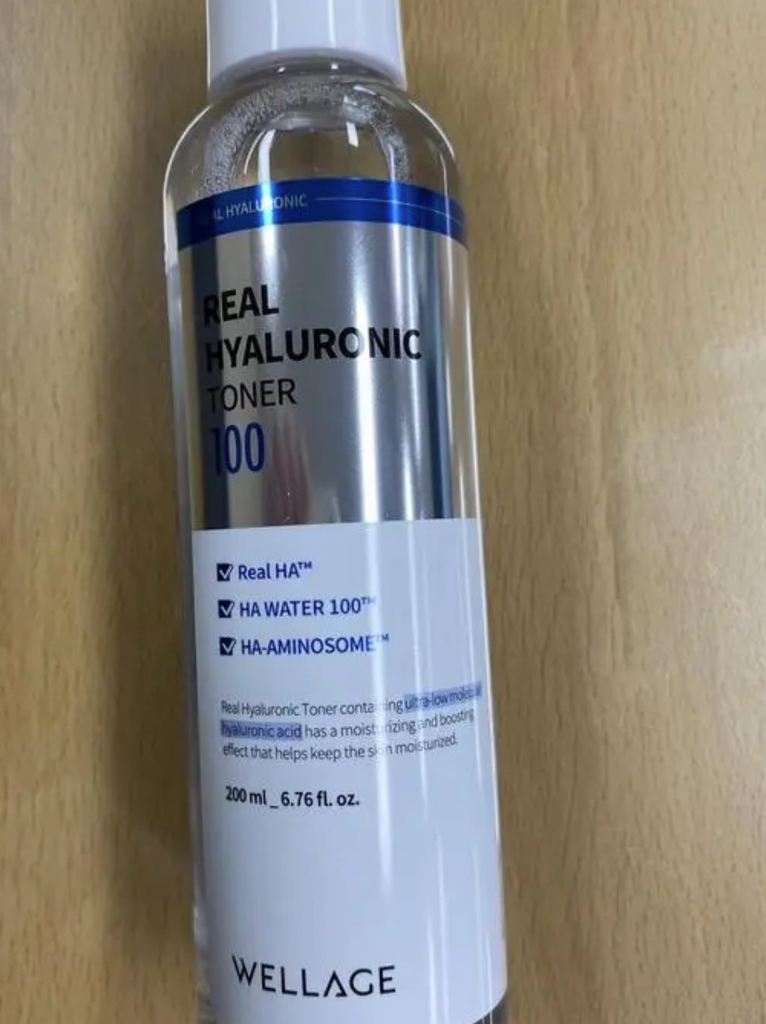 HYALURONIC
REAL
HYALURONIC
TONER
100
Real HA™
HA WATER 100™
HA-AMINOSOME™
Real Hyaluronic Toner containing ultra-low
hyaluronic acid has a moisturizing and boosting
effect that helps keep the skin moisturized.
200 ml _ 6.76 fl. oz.
WELLAGE